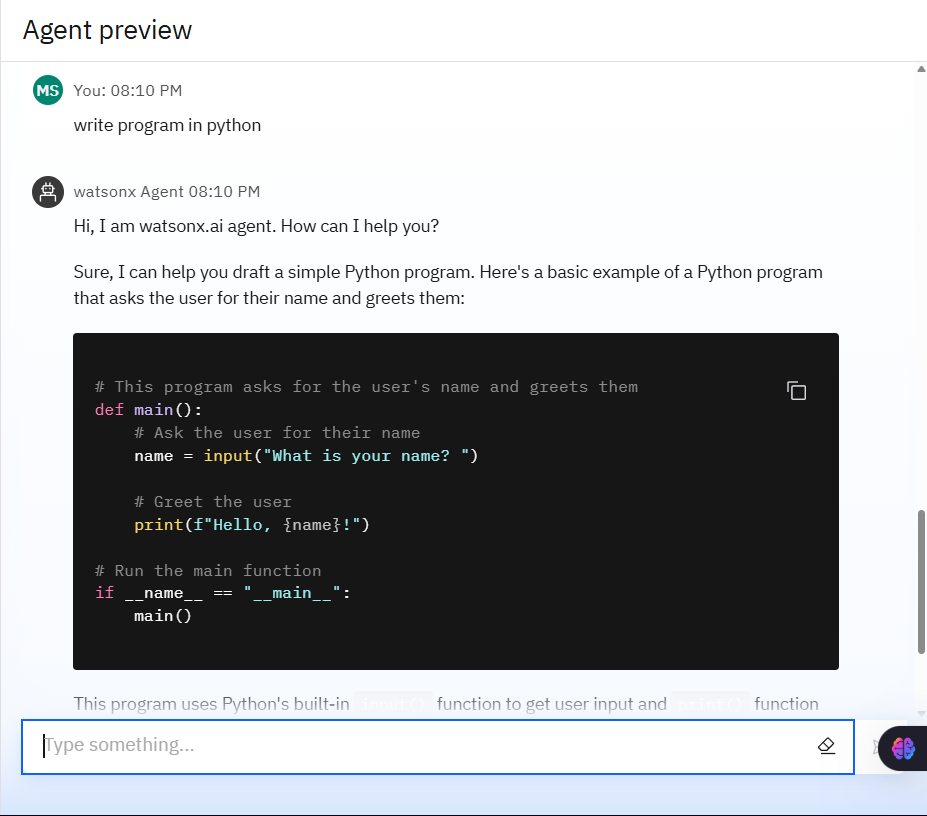 Agent preview
MS You: 08:10 PM
write program in python
watsonx Agent 08:10 PM
Hi, I am watsonx.ai agent. How can I help you?
Sure, I can help you draft a simple Python program. Here's a basic example of a Python program
that asks the user for their name and greets them:
# This program asks for the user's name and greets them
def main():
    # Ask the user for their name
    name = input("What is your name? ")
    # Greet the user
    print(f"Hello, {name}!")
# Run the main function
if __name__ == "__main__":
    main()
This program uses Python's built-in input() function to get user input and print() function
Type something...